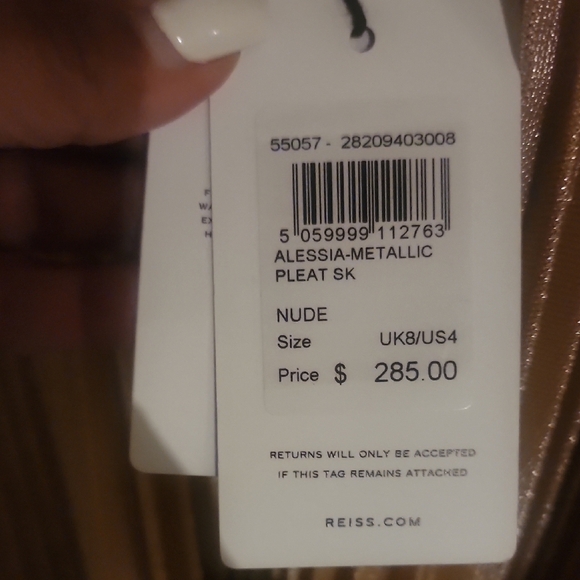 55057 - 28209403008
5 059999 112763
ALESSIA-METALLIC
PLEAT SK
NUDE
Size UK8/US4
Price $ 285.00
RETURNS WILL ONLY BE ACCEPTED
IF THIS TAG REMAINS ATTACHED
REISS.COM